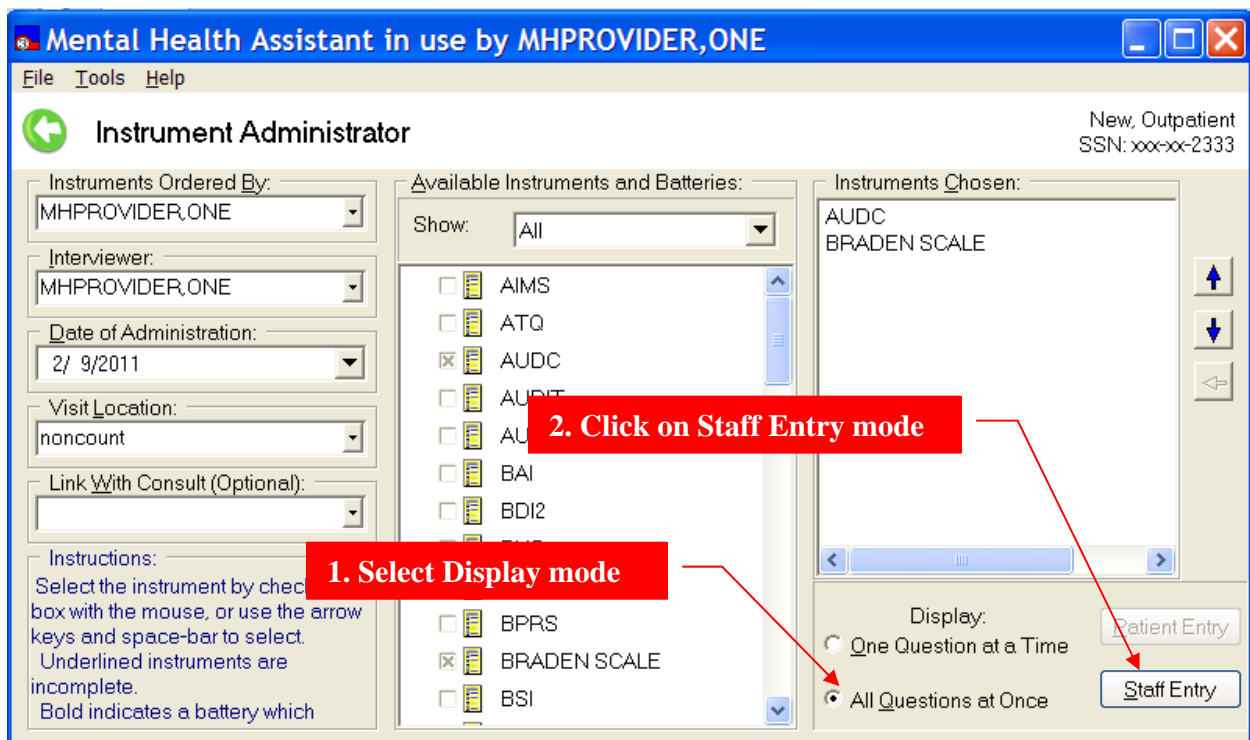 Mental Health Assistant in use by MHPROVIDER,ONE
File Tools Help
Instrument Administrator
New, Outpatient
SSN: xxx-xx-2333
Instruments Ordered By:
MHPROVIDER,ONE
Interviewer:
MHPROVIDER,ONE
Date of Administration:
2/ 9/2011
Visit Location:
noncount
Link With Consult (Optional):
Instructions:
Select the instrument by chec
box with the mouse, or use the arrow
keys and space-bar to select.
Underlined instruments are
incomplete.
Bold indicates a battery which
Available Instruments and Batteries:
Show: All
AIMS
ATQ
AUDC
AUDIT
AU
BAI
BDI2
BPRS
BRADEN SCALE
BSI
Instruments Chosen:
AUDC
BRADEN SCALE
2. Click on Staff Entry mode
1. Select Display mode
Display:
One Question at a Time
All Questions at Once
Patient Entry
Staff Entry